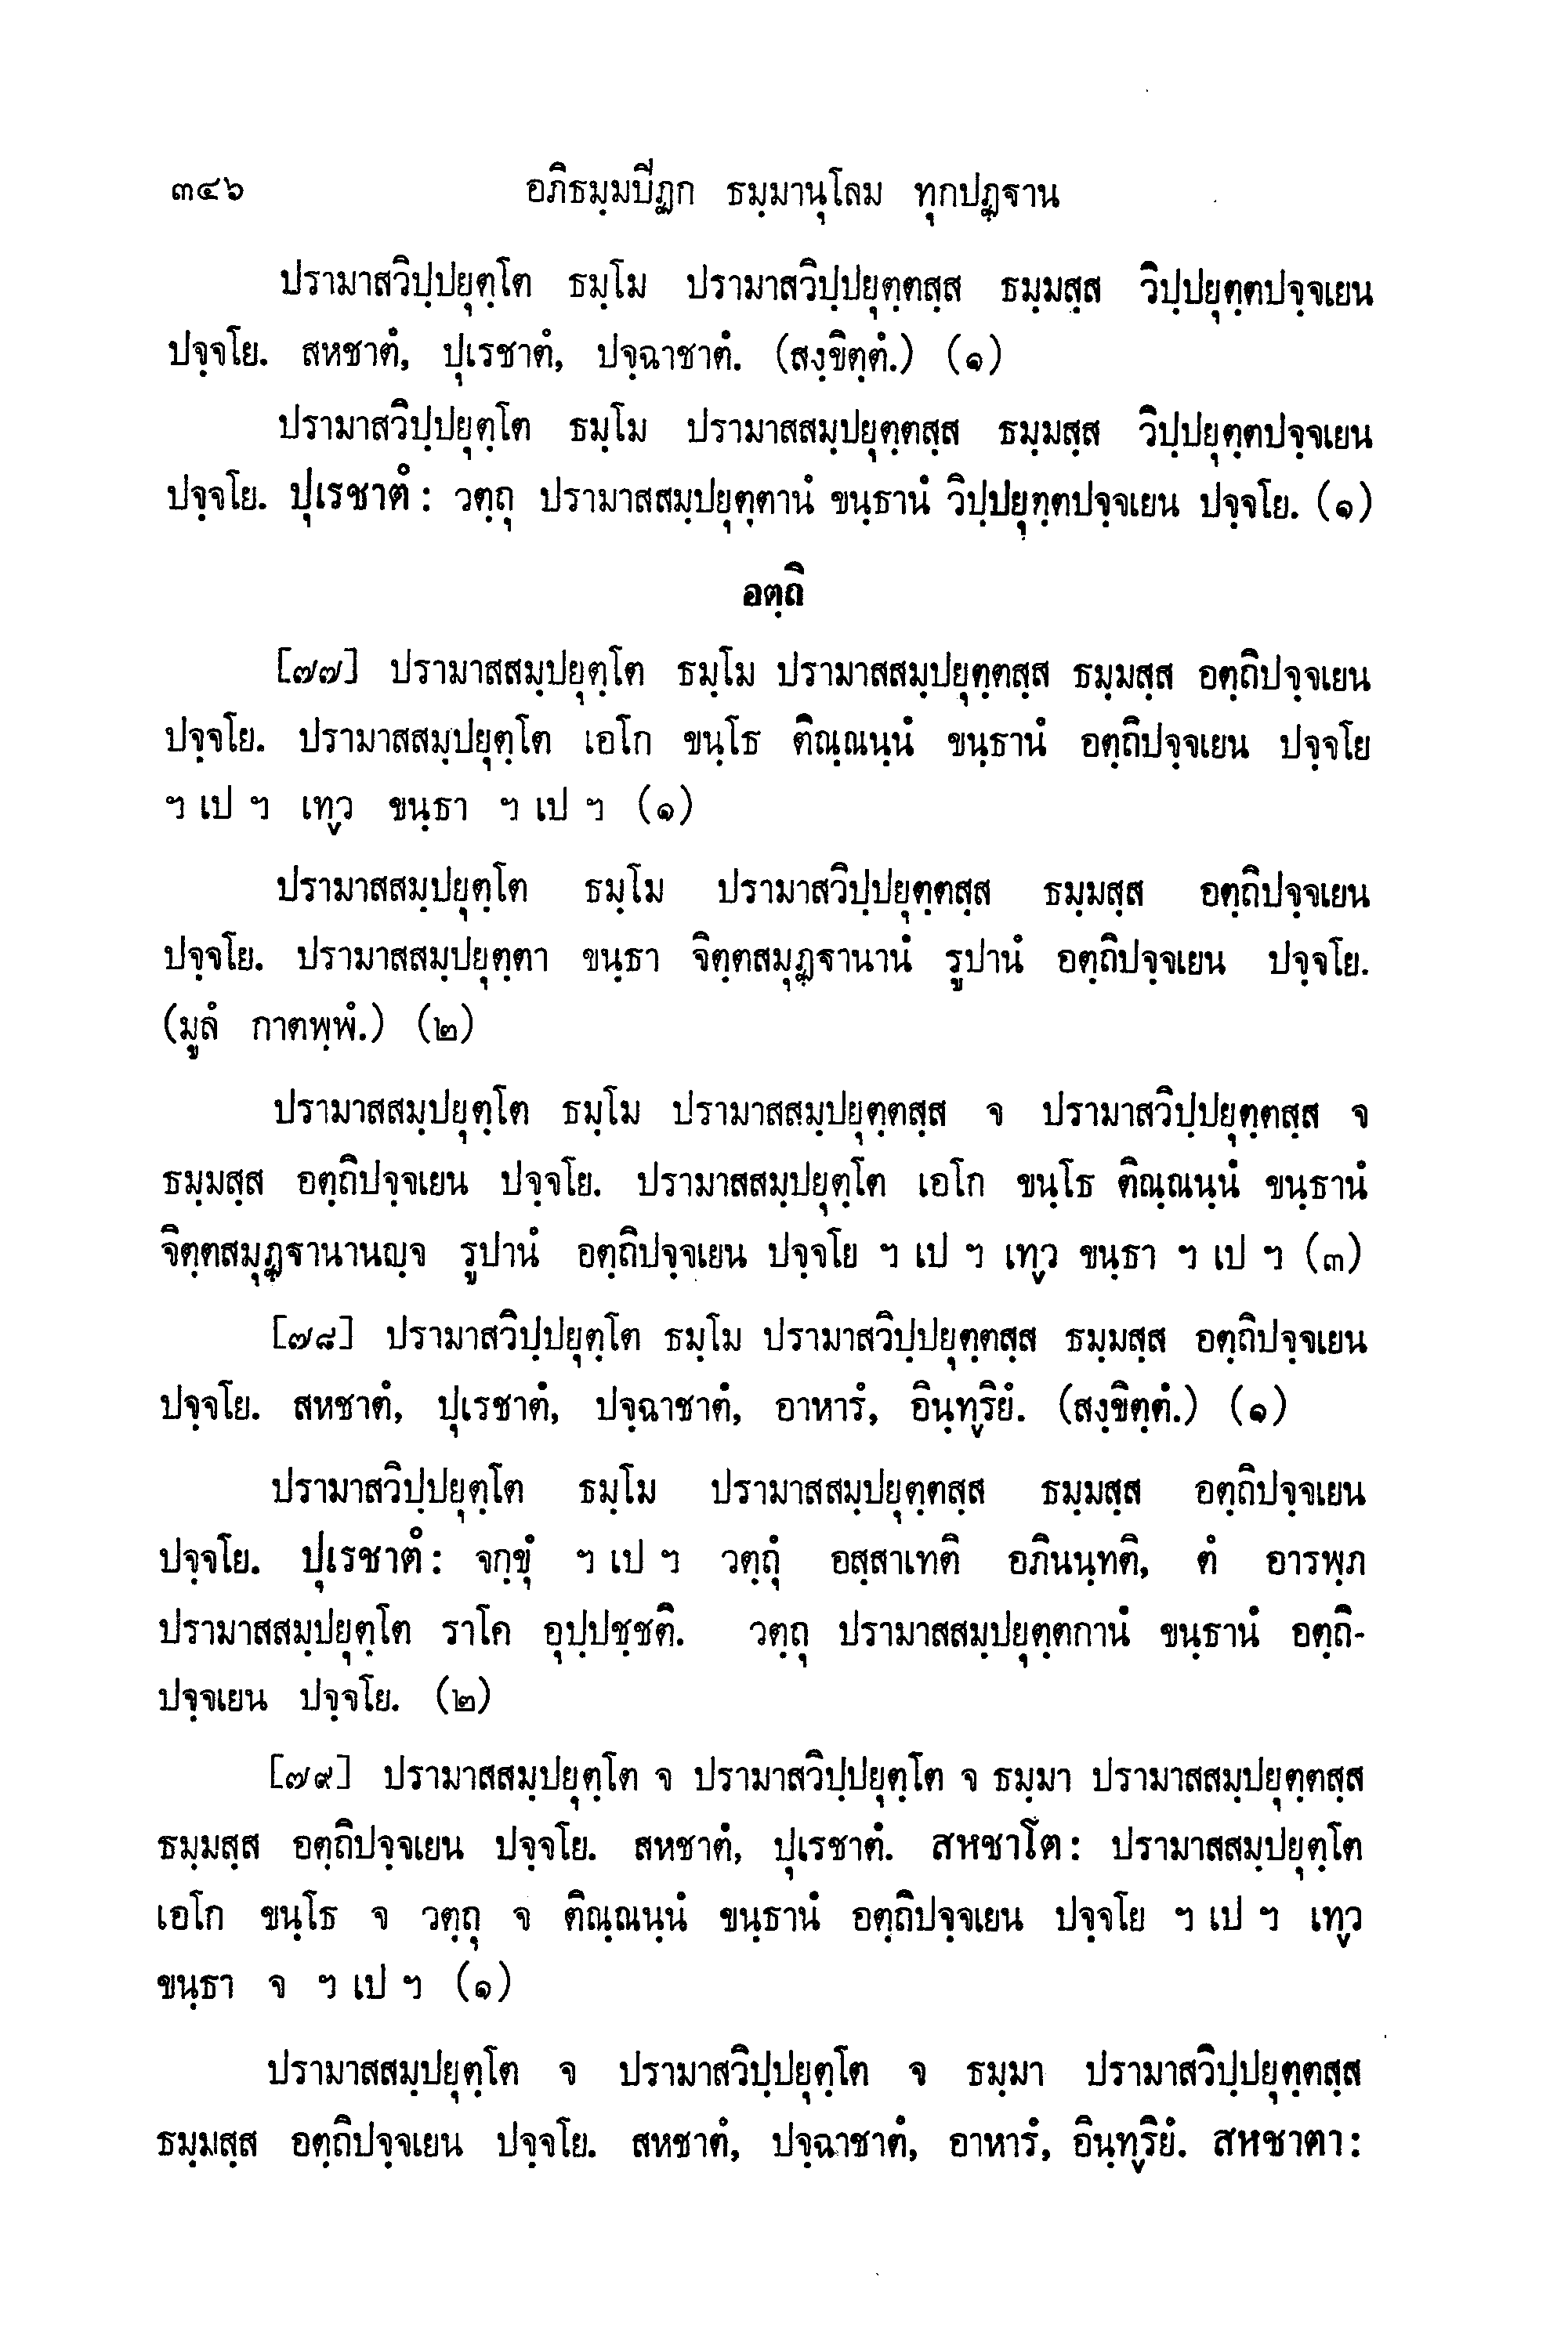 ๓๔๖ อภิธมฺมปีฏก ธมฺมานุโลม ทุกปฏฺฐาน
ปรามาสวิปฺปยุตฺโต ธมฺโม ปรามาสวิปฺปยุตฺตสฺส ธมฺมสฺส วิปฺปยุตฺตปจฺจเยน
ปจฺจโย. สหชาตํ, ปุเรชาตํ, ปจฺฉาชาตํ. (สงฺขิตฺตํ.) (๑)
ปรามาสวิปฺปยุตฺโต ธมฺโม ปรามาสสมฺปยุตฺตสฺส ธมฺมสฺส วิปฺปยุตฺตปจฺจเยน
ปจฺจโย. ปุเรชาตํ: วตฺถุ ปรามาสสมฺปยุตฺตานํ ขนฺธานํ วิปฺปยุตฺตปจฺจเยน ปจฺจโย. (๑)
อตฺถิ
[๗๗] ปรามาสสมฺปยุตฺโต ธมฺโม ปรามาสสมฺปยุตฺตสฺส ธมฺมสฺส อตฺถิปจฺจเยน
ปจฺจโย. ปรามาสสมฺปยุตฺโต เอโก ขนฺโธ ติณฺณนฺนํ ขนฺธานํ อตฺถิปจฺจเยน ปจฺจโย
ฯ เป ฯ เทฺว ขนฺธา ฯ เป ฯ (๑)
ปรามาสสมฺปยุตฺโต ธมฺโม ปรามาสวิปฺปยุตฺตสฺส ธมฺมสฺส อตฺถิปจฺจเยน
ปจฺจโย. ปรามาสสมฺปยุตฺตา ขนฺธา จิตฺตสมุฏฺฐานานํ รูปานํ อตฺถิปจฺจเยน ปจฺจโย.
(มูลํ กาตพฺพํ.) (๒)
ปรามาสสมฺปยุตฺโต ธมฺโม ปรามาสสมฺปยุตฺตสฺส จ ปรามาสวิปฺปยุตฺตสฺส จ
ธมฺมสฺส อตฺถิปจฺจเยน ปจฺจโย. ปรามาสสมฺปยุตฺโต เอโก ขนฺโธ ติณฺณนฺนํ ขนฺธานํ
จิตฺตสมุฏฺฐานานญฺจ รูปานํ อตฺถิปจฺจเยน ปจฺจโย ฯ เป ฯ เทฺว ขนฺธา ฯ เป ฯ (๓)
[๗๘] ปรามาสวิปฺปยุตฺโต ธมฺโม ปรามาสวิปฺปยุตฺตสฺส ธมฺมสฺส อตฺถิปจฺจเยน
ปจฺจโย. สหชาตํ, ปุเรชาตํ, ปจฺฉาชาตํ, อาหารํ, อินฺทฺริยํ. (สงฺขิตฺตํ.) (๑)
ปรามาสวิปฺปยุตฺโต ธมฺโม ปรามาสสมฺปยุตฺตสฺส ธมฺมสฺส อตฺถิปจฺจเยน
ปจฺจโย. ปุเรชาตํ: จกฺขุํ ฯ เป ฯ วตฺถุํ อสฺสาเทติ อภินนฺทติ, ตํ อารพฺภ
ปรามาสสมฺปยุตฺโต ราโค อุปฺปชฺชติ. วตฺถุ ปรามาสสมฺปยุตฺตกานํ ขนฺธานํ อตฺถิ-
ปจฺจเยน ปจฺจโย. (๒)
[๗๙] ปรามาสสมฺปยุตฺโต จ ปรามาสวิปฺปยุตฺโต จ ธมฺมา ปรามาสสมฺปยุตฺตสฺส
ธมฺมสฺส อตฺถิปจฺจเยน ปจฺจโย. สหชาตํ, ปุเรชาตํ. สหชาโต: ปรามาสสมฺปยุตฺโต
เอโก ขนฺโธ จ วตฺถุ จ ติณฺณนฺนํ ขนฺธานํ อตฺถิปจฺจเยน ปจฺจโย ฯ เป ฯ เทฺว
ขนฺธา จ ฯ เป ฯ (๑)
ปรามาสสมฺปยุตฺโต จ ปรามาสวิปฺปยุตฺโต จ ธมฺมา ปรามาสวิปฺปยุตฺตสฺส
ธมฺมสฺส อตฺถิปจฺจเยน ปจฺจโย. สหชาตํ, ปจฺฉาชาตํ, อาหารํ, อินฺทฺริยํ. สหชาตา: